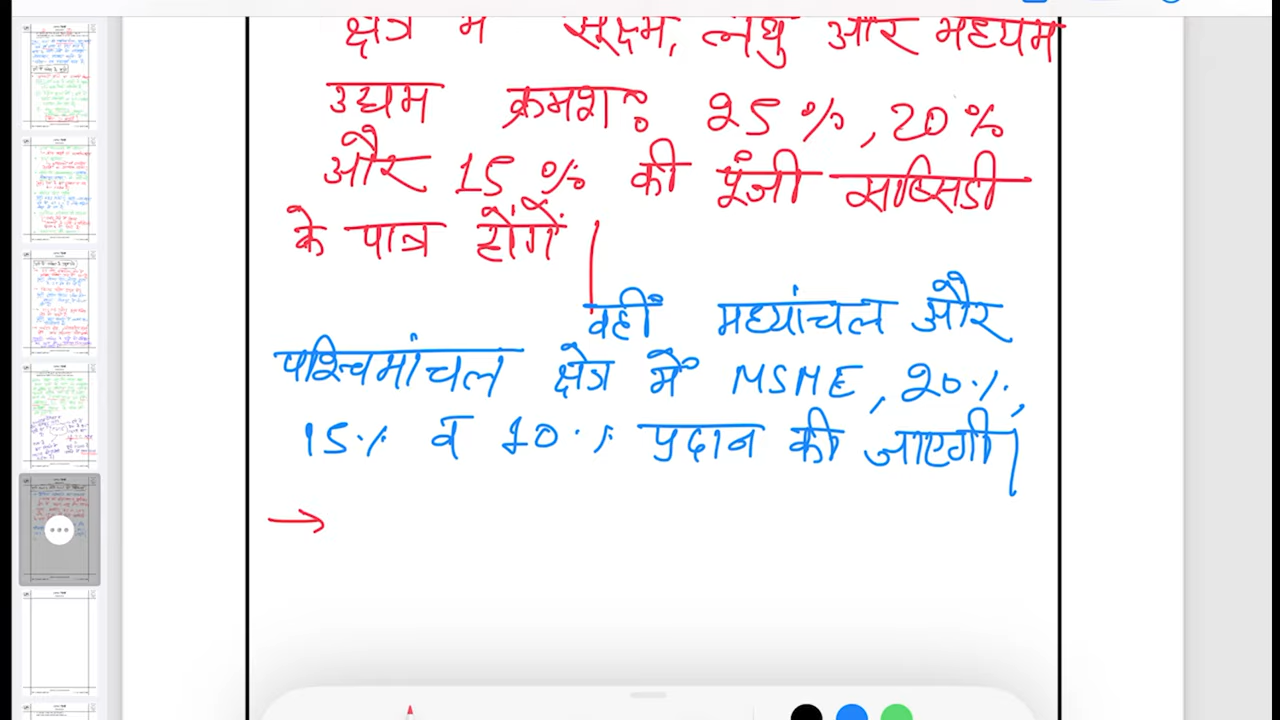 क्षेत्र में सूक्ष्म, लघु और मध्यम
उद्यम क्रमशः 25%, 20%
और 15% की पूंजी सब्सिडी
के पात्र होंगें |
वहीं मध्यांचल और
पश्चिमांचल क्षेत्र में MSME, 20%,
15% व 10% प्रदान की जाएगी |
→